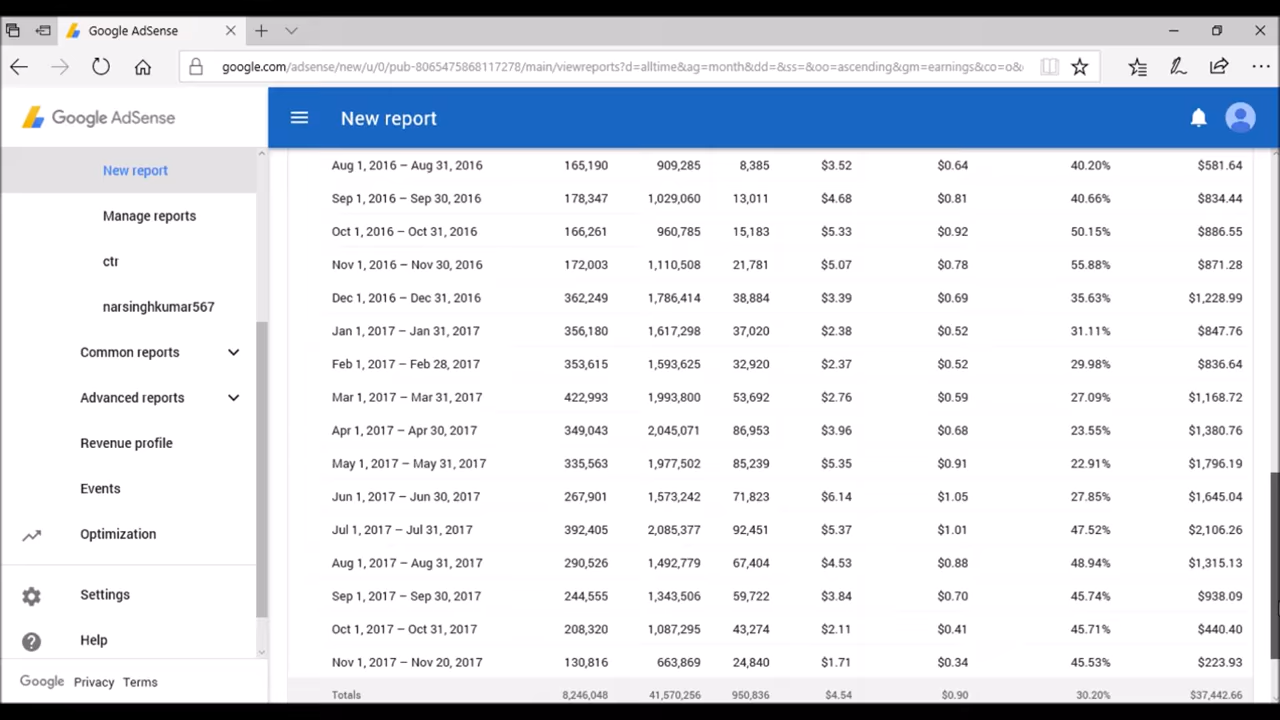 Google AdSense
google.com/adsense/new/u/0/pub-8065475868117278/main/viewreports?d=alltime&ag=month&dd=&ss=&oo=ascending&gm=earnings&co=o&
Google AdSense
New report
New report
Manage reports
ctr
narsinghkumar567
Common reports
Advanced reports
Revenue profile
Events
Optimization
Settings
Help
Google Privacy Terms
Aug 1, 2016 – Aug 31, 2016 165,190 909,285 8,385 $3.52 $0.64 40.20% $581.64
Sep 1, 2016 – Sep 30, 2016 178,347 1,029,060 13,011 $4.68 $0.81 40.66% $834.44
Oct 1, 2016 – Oct 31, 2016 166,261 960,785 15,183 $5.33 $0.92 50.15% $886.55
Nov 1, 2016 – Nov 30, 2016 172,003 1,110,508 21,781 $5.07 $0.78 55.88% $871.28
Dec 1, 2016 – Dec 31, 2016 362,249 1,786,414 38,884 $3.39 $0.69 35.63% $1,228.99
Jan 1, 2017 – Jan 31, 2017 356,180 1,617,298 37,020 $2.38 $0.52 31.11% $847.76
Feb 1, 2017 – Feb 28, 2017 353,615 1,593,625 32,920 $2.37 $0.52 29.98% $836.64
Mar 1, 2017 – Mar 31, 2017 422,993 1,993,800 53,692 $2.76 $0.59 27.09% $1,168.72
Apr 1, 2017 – Apr 30, 2017 349,043 2,045,071 86,953 $3.96 $0.68 23.55% $1,380.76
May 1, 2017 – May 31, 2017 335,563 1,977,502 85,239 $5.35 $0.91 22.91% $1,796.19
Jun 1, 2017 – Jun 30, 2017 267,901 1,573,242 71,823 $6.14 $1.05 27.85% $1,645.04
Jul 1, 2017 – Jul 31, 2017 392,405 2,085,377 92,451 $5.37 $1.01 47.52% $2,106.26
Aug 1, 2017 – Aug 31, 2017 290,526 1,492,779 67,404 $4.53 $0.88 48.94% $1,315.13
Sep 1, 2017 – Sep 30, 2017 244,555 1,343,506 59,722 $3.84 $0.70 45.74% $938.09
Oct 1, 2017 – Oct 31, 2017 208,320 1,087,295 43,274 $2.11 $0.41 45.71% $440.40
Nov 1, 2017 – Nov 20, 2017 130,816 663,869 24,840 $1.71 $0.34 45.53% $223.93
Totals 8,246,048 41,570,256 950,836 $4.54 $0.90 30.20% $37,442.66